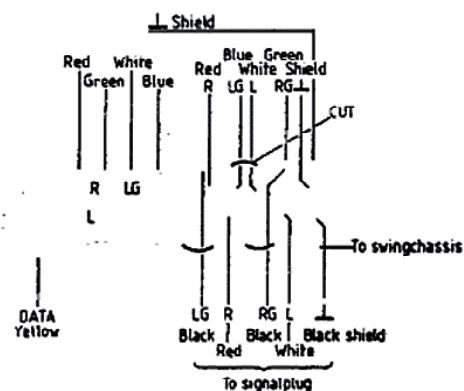 ⊥ Shield
Red White
Green Blue
Blue Green
Red White Shield
R LG L RG ⊥
CUT
R LG
L
To swingchassis
DATA
Yellow
LG R RG L ⊥
Black Black Black shield
Red White
To signalplug